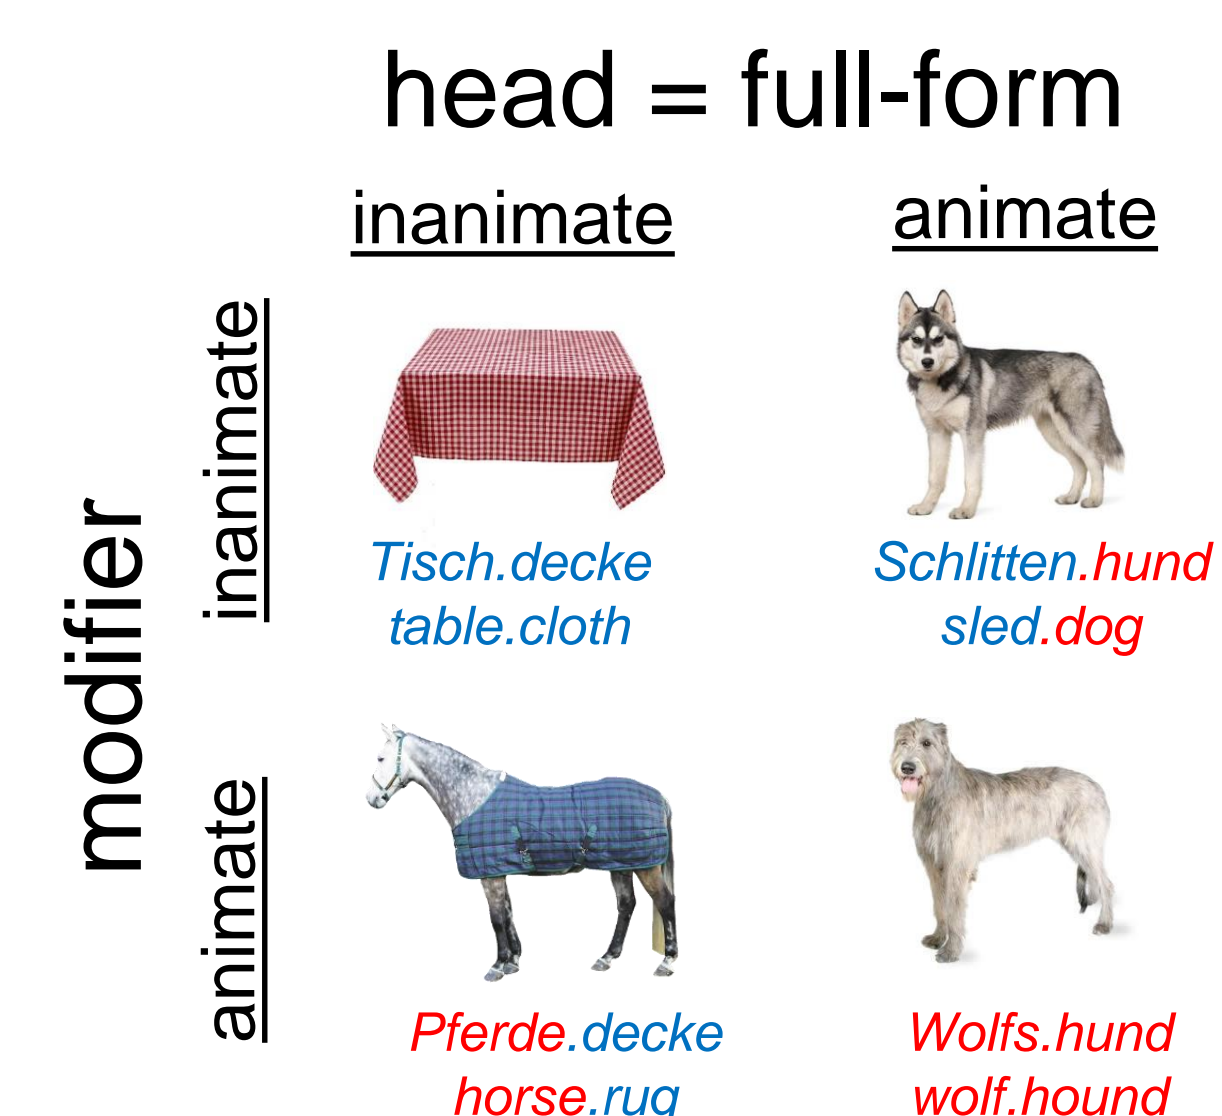 head = full-form
inanimate
animate
modifier
inanimate
Tisch.decke
table.cloth
Schlitten.hund
sled.dog
animate
Pferde.decke
horse.rug
Wolfs.hund
wolf.hound